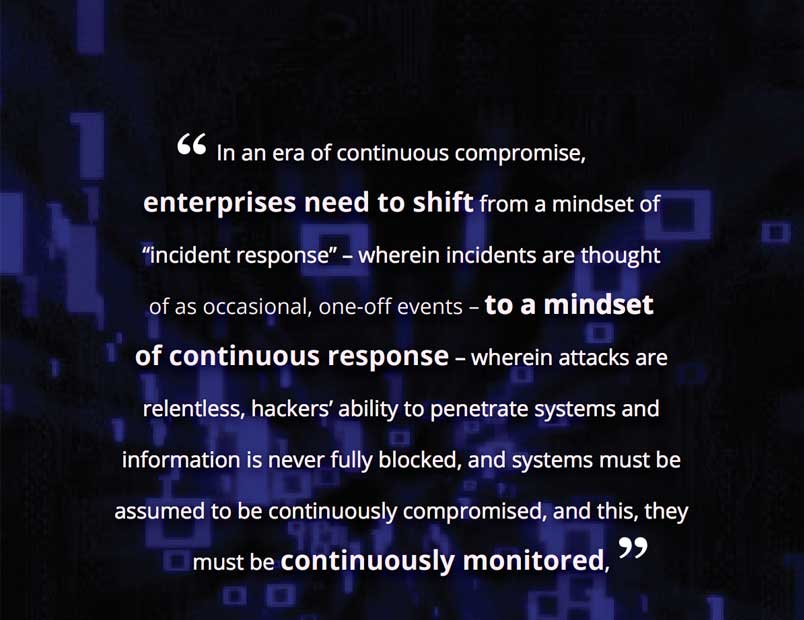 “ In an era of continuous compromise,
enterprises need to shift from a mindset of
“incident response” – wherein incidents are thought
of as occasional, one-off events – to a mindset
of continuous response – wherein attacks are
relentless, hackers’ ability to penetrate systems and
information is never fully blocked, and systems must be
assumed to be continuously compromised, and this, they
must be continuously monitored, ”